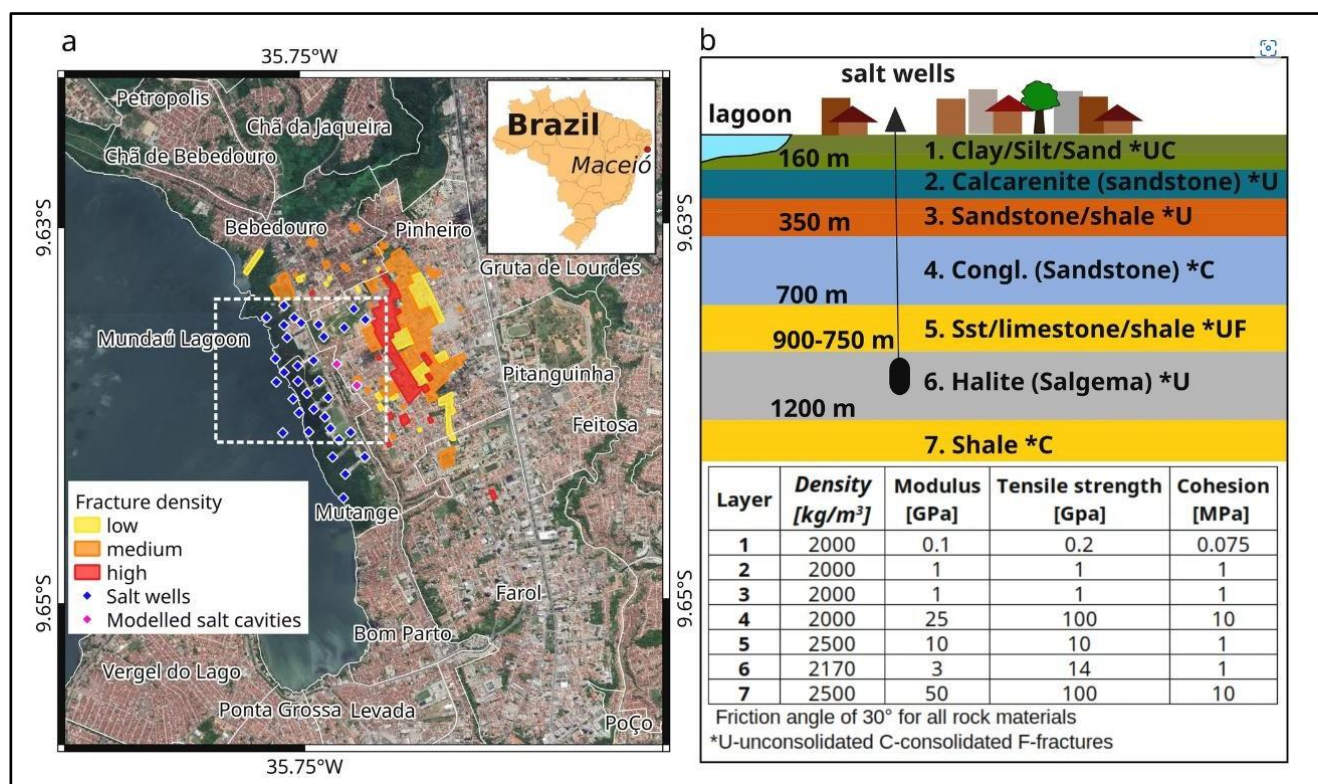 a
35.75°W
Petropolis
Chã da Jaqueira
Chã de Bebedouro
Brazil
Maceió
9.63°S
Bebedouro
Pinheiro
Gruta de Lourdes
Mundaú Lagoon
Pitanguinha
Feitosa
Fracture density
low
medium
high
Salt wells
Modelled salt cavities
Mutange
Farol
9.65°S
Bom Parto
Vergel do Lago
Ponta Grossa
Levada
PoÇo
35.75°W
9.63°S
9.65°S
b
salt wells
lagoon
160 m
1. Clay/Silt/Sand *UC
2. Calcarenite (sandstone) *U
350 m
3. Sandstone/shale *U
4. Congl. (Sandstone) *C
700 m
5. Sst/limestone/shale *UF
900-750 m
6. Halite (Salgema) *U
1200 m
7. Shale *C
Layer Density [kg/m³] Modulus [GPa] Tensile strength [Gpa] Cohesion [MPa]
1 2000 0.1 0.2 0.075
2 2000 1 1 1
3 2000 1 1 1
4 2000 25 100 10
5 2500 10 10 1
6 2170 3 14 1
7 2500 50 100 10
Friction angle of 30° for all rock materials
*U-unconsolidated C-consolidated F-fractures